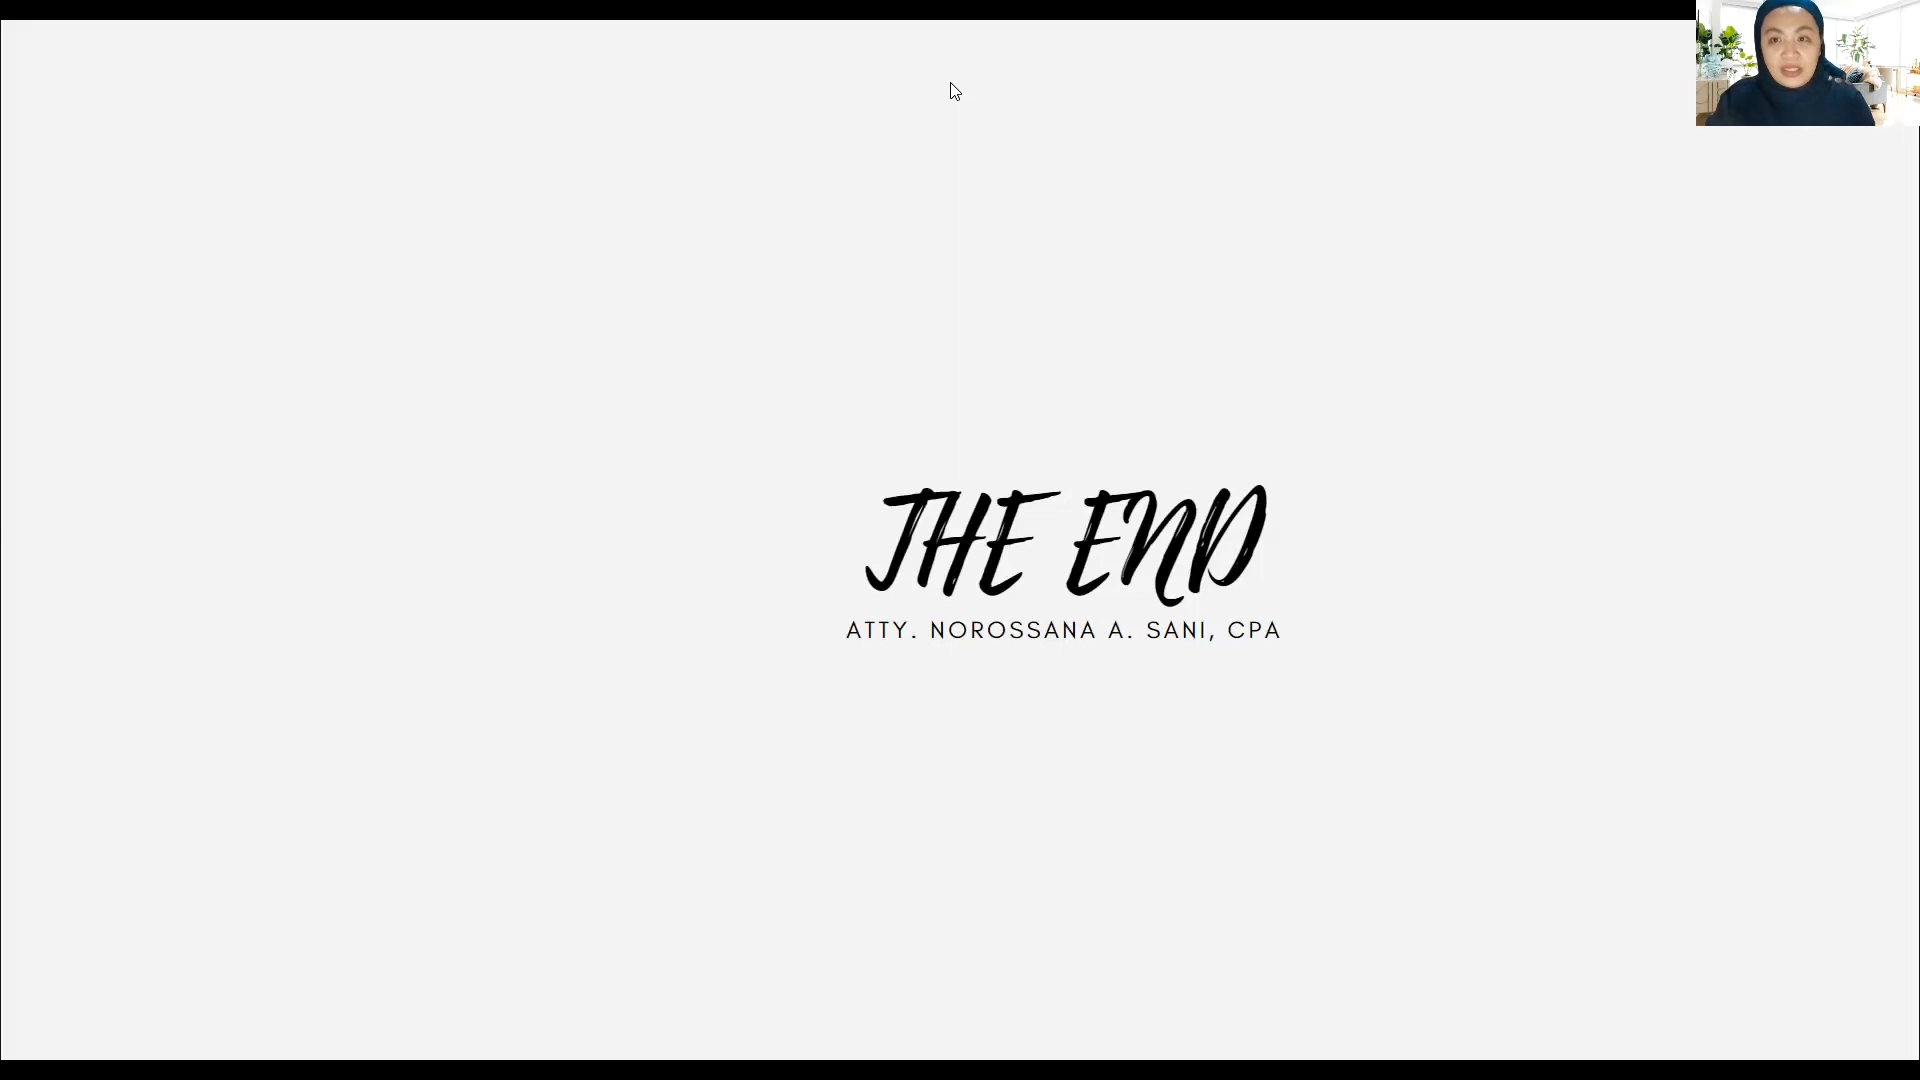 THE END
ATTY. NOROSSANA A. SANI, CPA